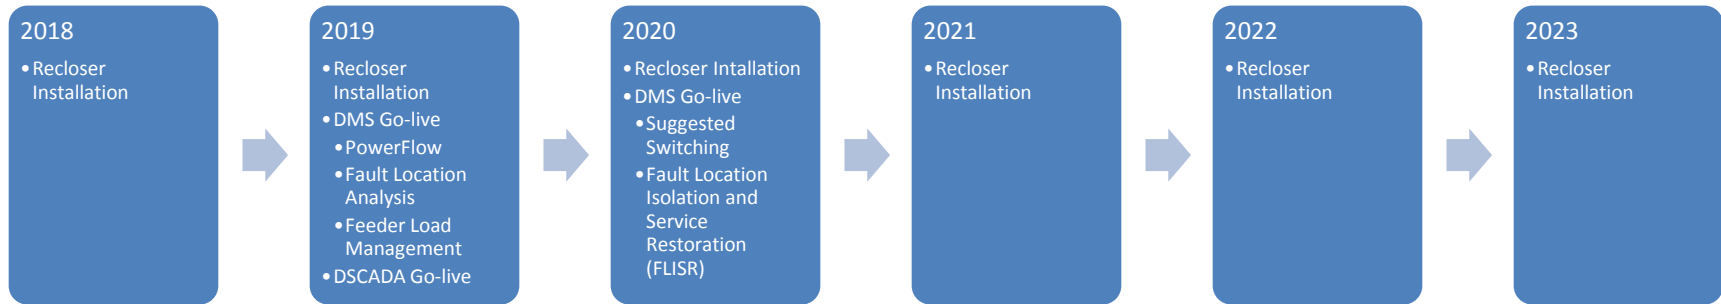 2018
•Recloser
Installation
2019
•Recloser
Installation
•DMS Go-live
•PowerFlow
•Fault Location
Analysis
•Feeder Load
Management
•DSCADA Go-live
2020
•Recloser Intallation
•DMS Go-live
•Suggested
Switching
•Fault Location
Isolation and
Service
Restoration
(FLISR)
2021
•Recloser
Installation
2022
•Recloser
Installation
2023
•Recloser
Installation